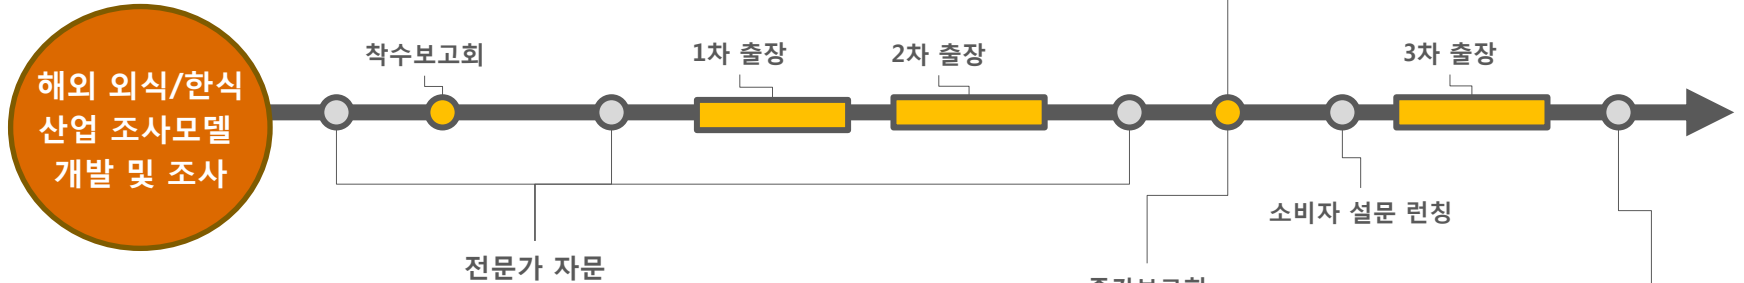 해외 외식/한식
산업 조사모델
개발 및 조사
착수보고회
1차 출장
2차 출장
3차 출장
소비자 설문 런칭
전문가 자문